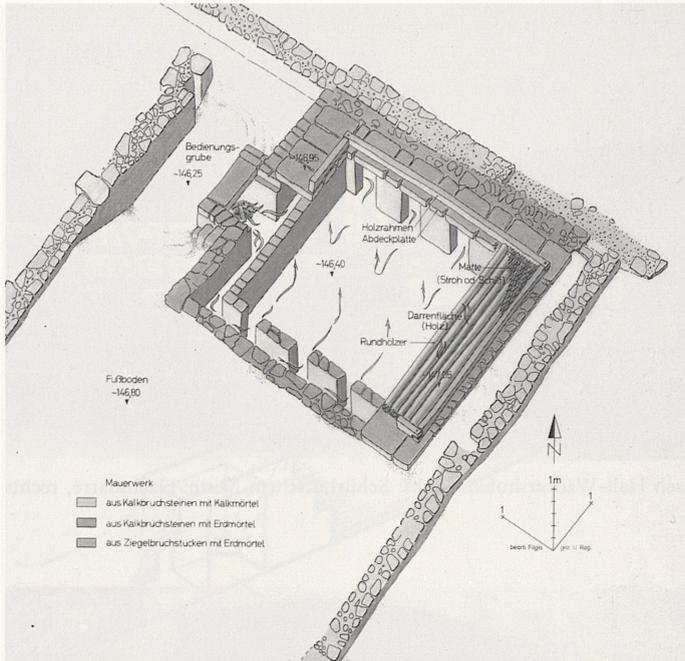 Bedienungs-
grube
~146,25
~146,95
Holzrahmen
Abdeckplatte
~146,40
Matte
(Stroh od. Schilf)
Darrenfläche
(Holz)
Rundhölzer
Fußboden
~146,80
Mauerwerk
aus Kalkbruchsteinen mit Kalkmörtel
aus Kalkbruchsteinen mit Erdmörtel
aus Ziegelbruchstücken mit Erdmörtel
N
1m
1
1